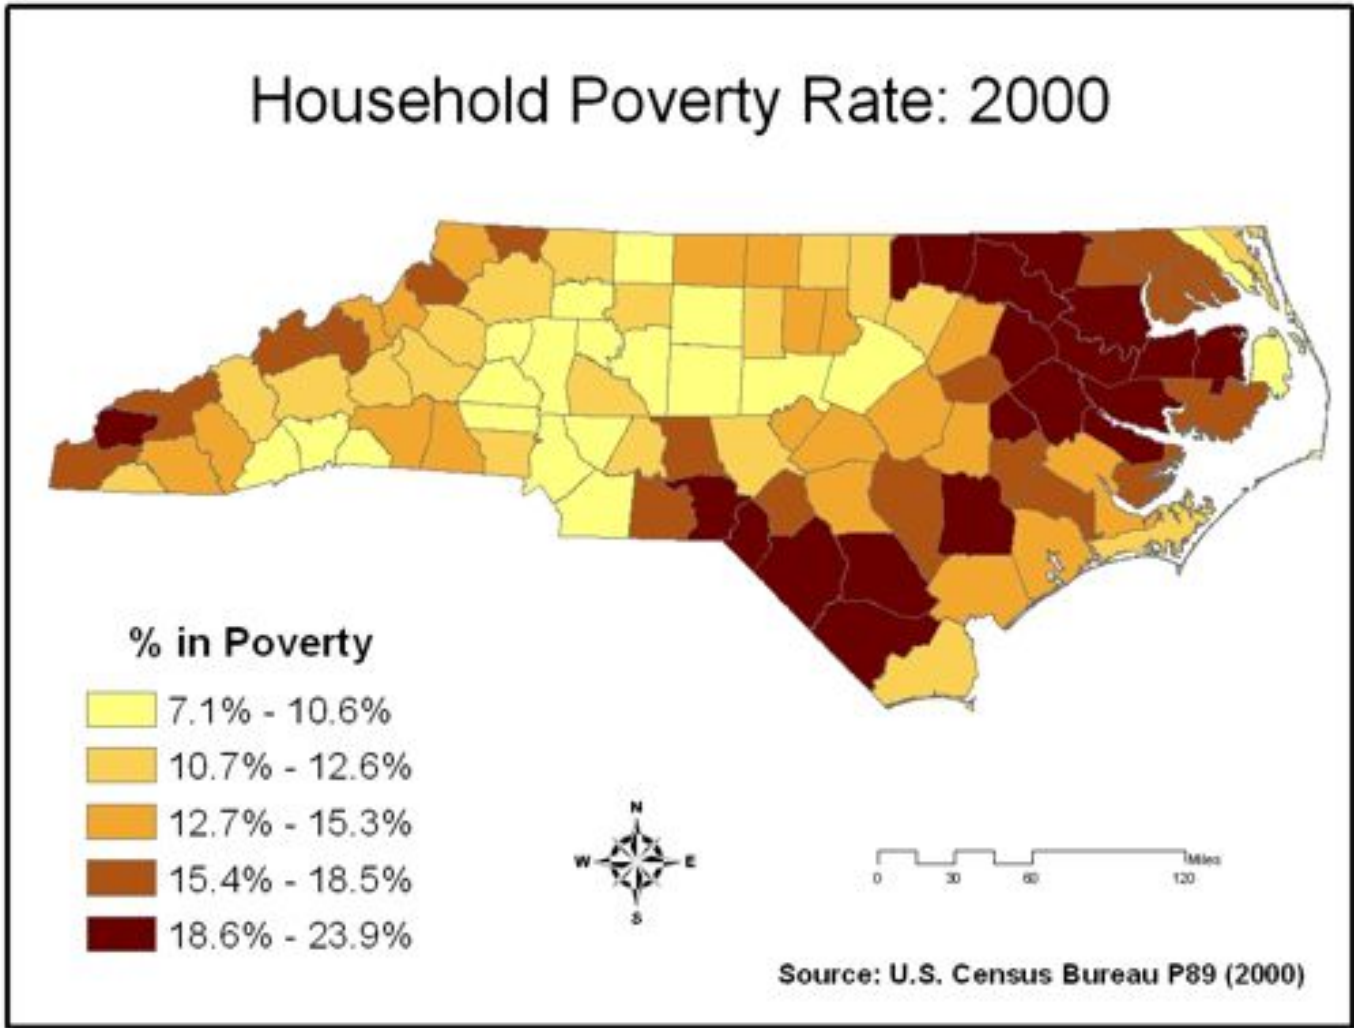 Household Poverty Rate: 2000
% in Poverty
7.1% - 10.6%
10.7% - 12.6%
12.7% - 15.3%
15.4% - 18.5%
18.6% - 23.9%
N
W E
S
Miles
0 30 60 120
Source: U.S. Census Bureau P89 (2000)